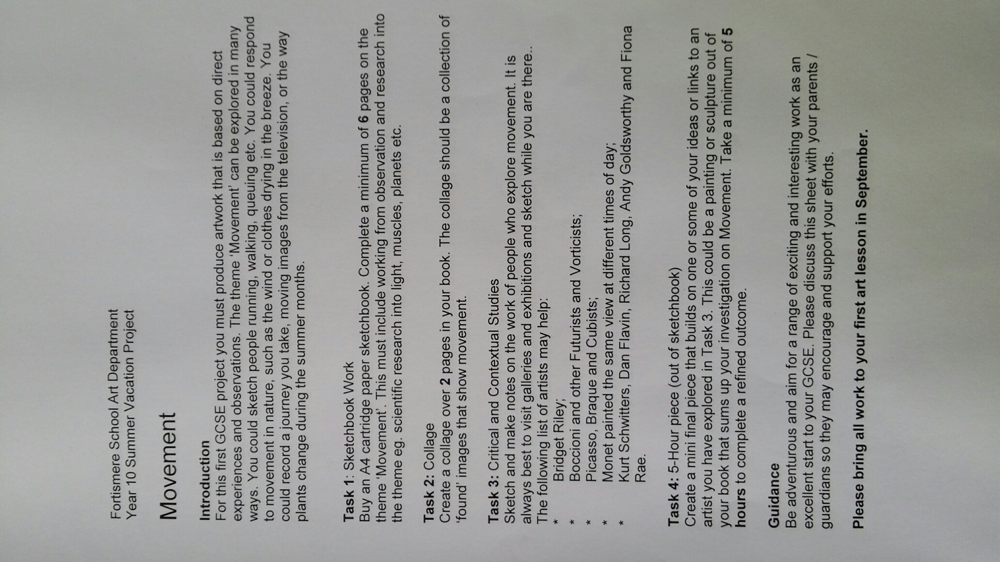 Fortismere School Art Department
Year 10 Summer Vacation Project
Movement
Introduction
For this first GCSE project you must produce artwork that is based on direct
experiences and observations. The theme ‘Movement’ can be explored in many
ways. You could sketch people running, walking, queuing etc. You could respond
to movement in nature, such as the wind or clothes drying in the breeze. You
could record a journey you take, moving images from the television, or the way
plants change during the summer months.
Task 1: Sketchbook Work
Buy an A4 cartridge paper sketchbook. Complete a minimum of 6 pages on the
theme ‘Movement’. This must include working from observation and research into
the theme eg. scientific research into light, muscles, planets etc.
Task 2: Collage
Create a collage over 2 pages in your book. The collage should be a collection of
‘found’ images that show movement.
Task 3: Critical and Contextual Studies
Sketch and make notes on the work of people who explore movement. It is
always best to visit galleries and exhibitions and sketch while you are there..
The following list of artists may help:
* Bridget Riley;
* Boccioni and other Futurists and Vorticists;
* Picasso, Braque and Cubists;
* Monet painted the same view at different times of day;
* Kurt Schwitters, Dan Flavin, Richard Long, Andy Goldsworthy and Fiona
Rae.
Task 4: 5-Hour piece (out of sketchbook)
Create a mini final piece that builds on one or some of your ideas or links to an
artist you have explored in Task 3. This could be a painting or sculpture out of
your book that sums up your investigation on Movement. Take a minimum of 5
hours to complete a refined outcome.
Guidance
Be adventurous and aim for a range of exciting and interesting work as an
excellent start to your GCSE. Please discuss this sheet with your parents /
guardians so they may encourage and support your efforts.
Please bring all work to your first art lesson in September.